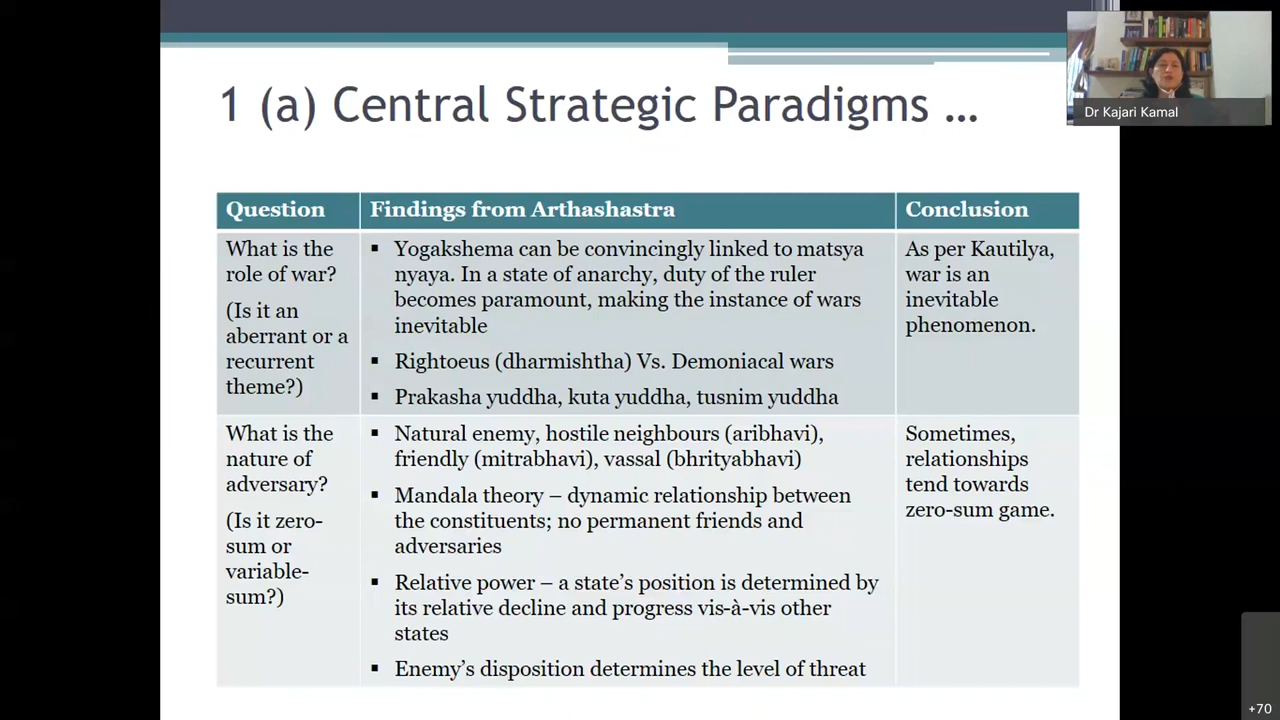 1 (a) Central Strategic Paradigms ...
Dr Kajari Kamal
Question
Findings from Arthashastra
Conclusion
What is the
role of war?
(Is it an
aberrant or a
recurrent
theme?)
▪ Yogakshema can be convincingly linked to matsya
nyaya. In a state of anarchy, duty of the ruler
becomes paramount, making the instance of wars
inevitable
▪ Rightoeus (dharmishtha) Vs. Demoniacal wars
▪ Prakasha yuddha, kuta yuddha, tusnim yuddha
As per Kautilya,
war is an
inevitable
phenomenon.
What is the
nature of
adversary?
(Is it zero-
sum or
variable-
sum?)
▪ Natural enemy, hostile neighbours (aribhavi),
friendly (mitrabhavi), vassal (bhrityabhavi)
▪ Mandala theory – dynamic relationship between
the constituents; no permanent friends and
adversaries
▪ Relative power – a state's position is determined by
its relative decline and progress vis-à-vis other
states
▪ Enemy's disposition determines the level of threat
Sometimes,
relationships
tend towards
zero-sum game.
+70